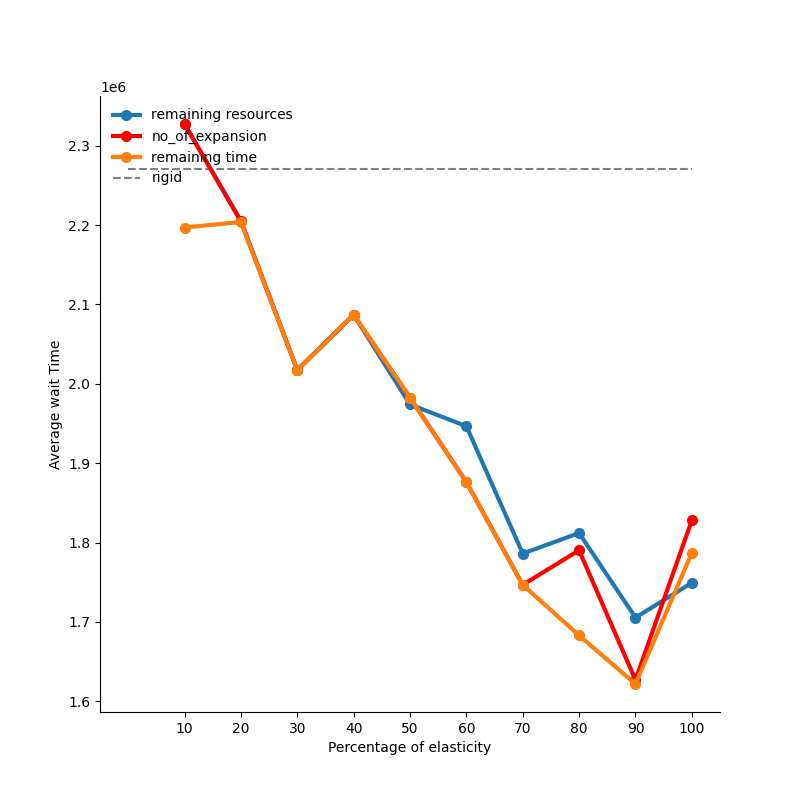 1e6
remaining resources
no_of_expansion
remaining time
rigid
2.3
2.2
2.1
2.0
1.9
1.8
1.7
1.6
Average wait Time
10 20 30 40 50 60 70 80 90 100
Percentage of elasticity